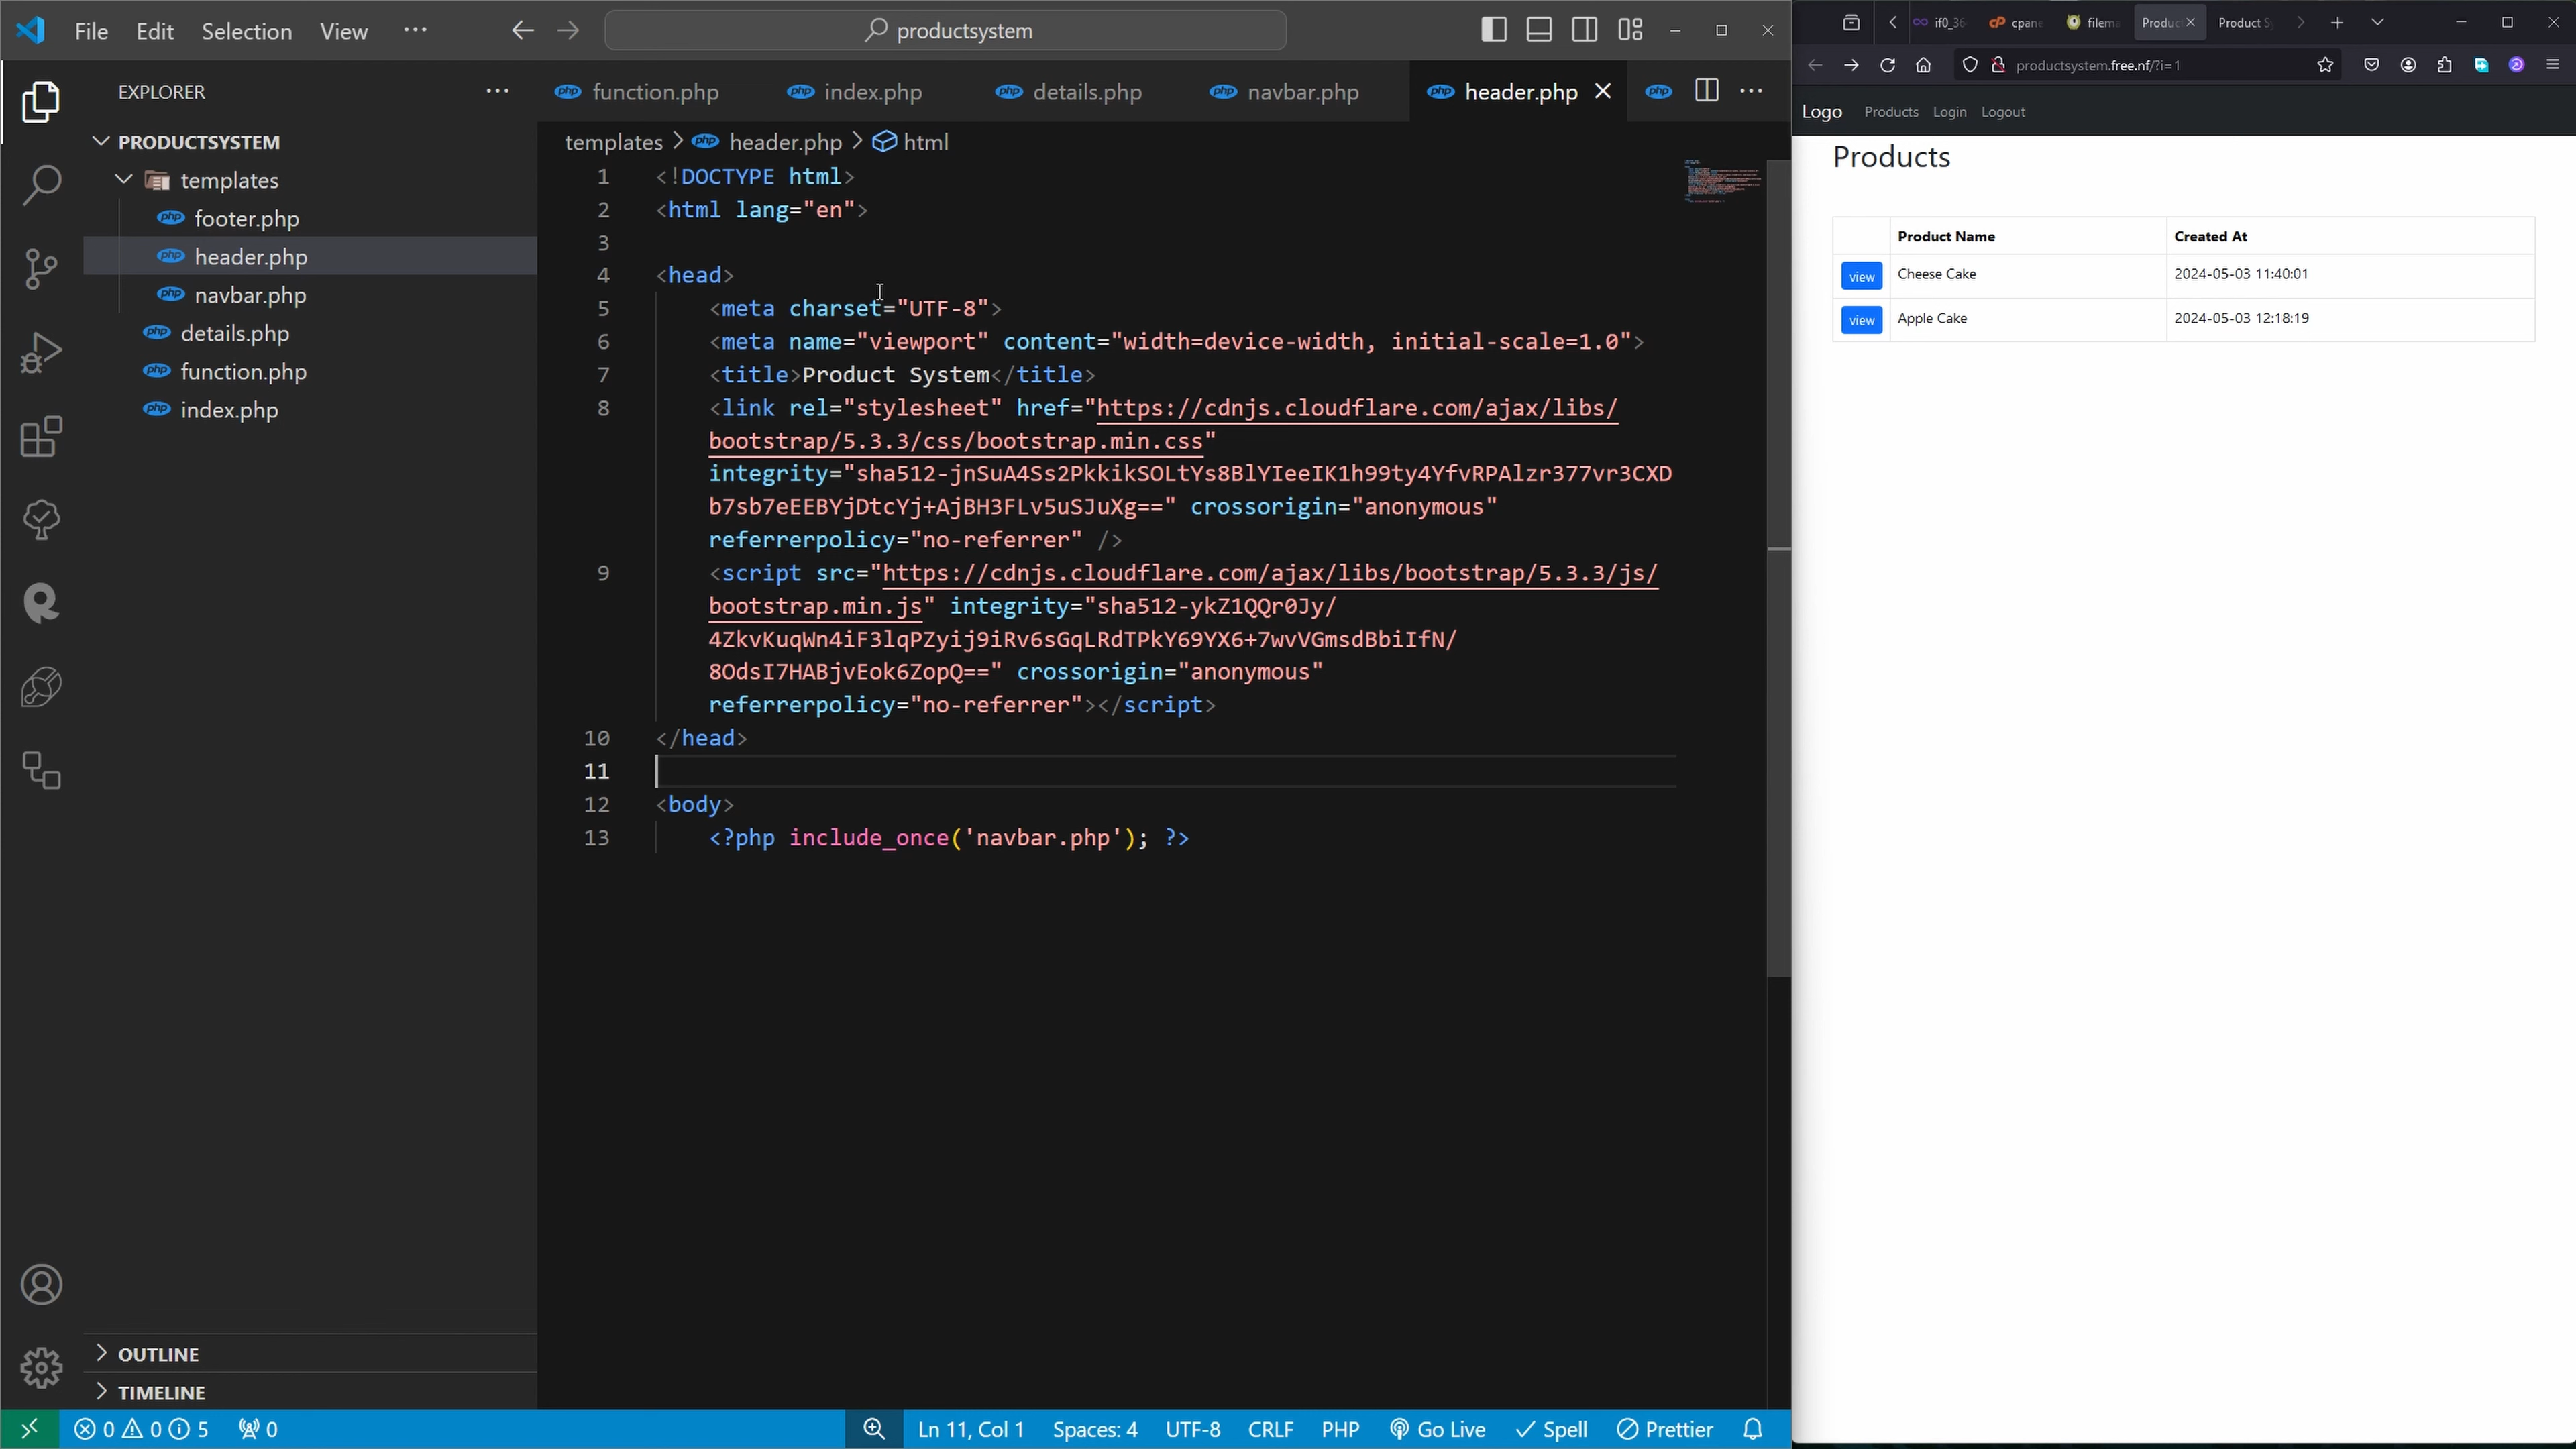 File Edit Selection View ... productsystem
EXPLORER ...
PRODUCTSYSTEM
templates
footer.php
header.php
navbar.php
details.php
function.php
index.php
OUTLINE
TIMELINE
function.php index.php details.php navbar.php header.php
templates > header.php > html
1 <!DOCTYPE html>
2 <html lang="en">
3
4 <head>
5 <meta charset="UTF-8">
6 <meta name="viewport" content="width=device-width, initial-scale=1.0">
7 <title>Product System</title>
8 <link rel="stylesheet" href="https://cdnjs.cloudflare.com/ajax/libs/
bootstrap/5.3.3/css/bootstrap.min.css"
integrity="sha512-jnSuA4Ss2PkkikSOLtYs8BlYIeeIK1h99ty4YfvRPAlzr377vr3CXD
b7sb7eEEBYjDtcYj+AjBH3FLv5uSJuXg==" crossorigin="anonymous"
referrerpolicy="no-referrer" />
9 <script src="https://cdnjs.cloudflare.com/ajax/libs/bootstrap/5.3.3/js/
bootstrap.min.js" integrity="sha512-ykZ1QQr0Jy/
4ZkvKuqWn4iF3lqPZyij9iRv6sGqLRdTPkY69YX6+7wvVGmsdBbiIfN/
8OdsI7HABjvEok6ZopQ==" crossorigin="anonymous"
referrerpolicy="no-referrer"></script>
10 </head>
11
12 <body>
13 <?php include_once('navbar.php'); ?>
0 0 5 0 Ln 11, Col 1 Spaces: 4 UTF-8 CRLF PHP Go Live Spell Prettier
if0_36 cpane filema Produc Product Sy
productsystem.free.nf/?i=1
Logo Products Login Logout
Products
Product Name Created At
view Cheese Cake 2024-05-03 11:40:01
view Apple Cake 2024-05-03 12:18:19